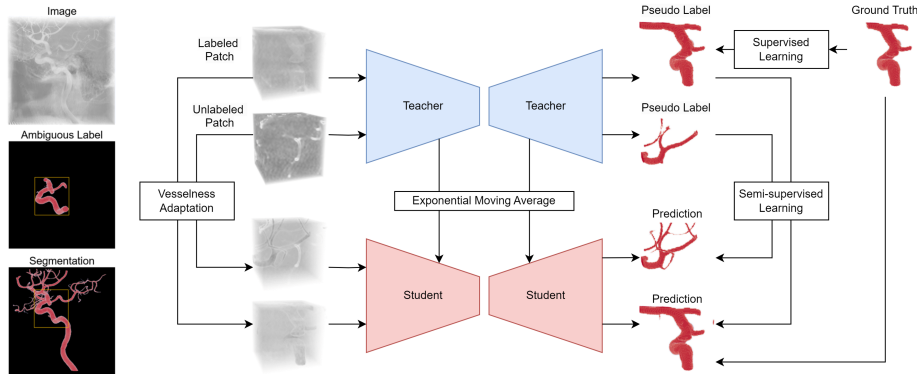 Image
Ambiguous Label
Segmentation
Labeled
Patch
Unlabeled
Patch
Vesselness
Adaptation
Teacher
Teacher
Exponential Moving Average
Student
Student
Pseudo Label
Pseudo Label
Prediction
Prediction
Supervised
Learning
Semi-supervised
Learning
Ground Truth